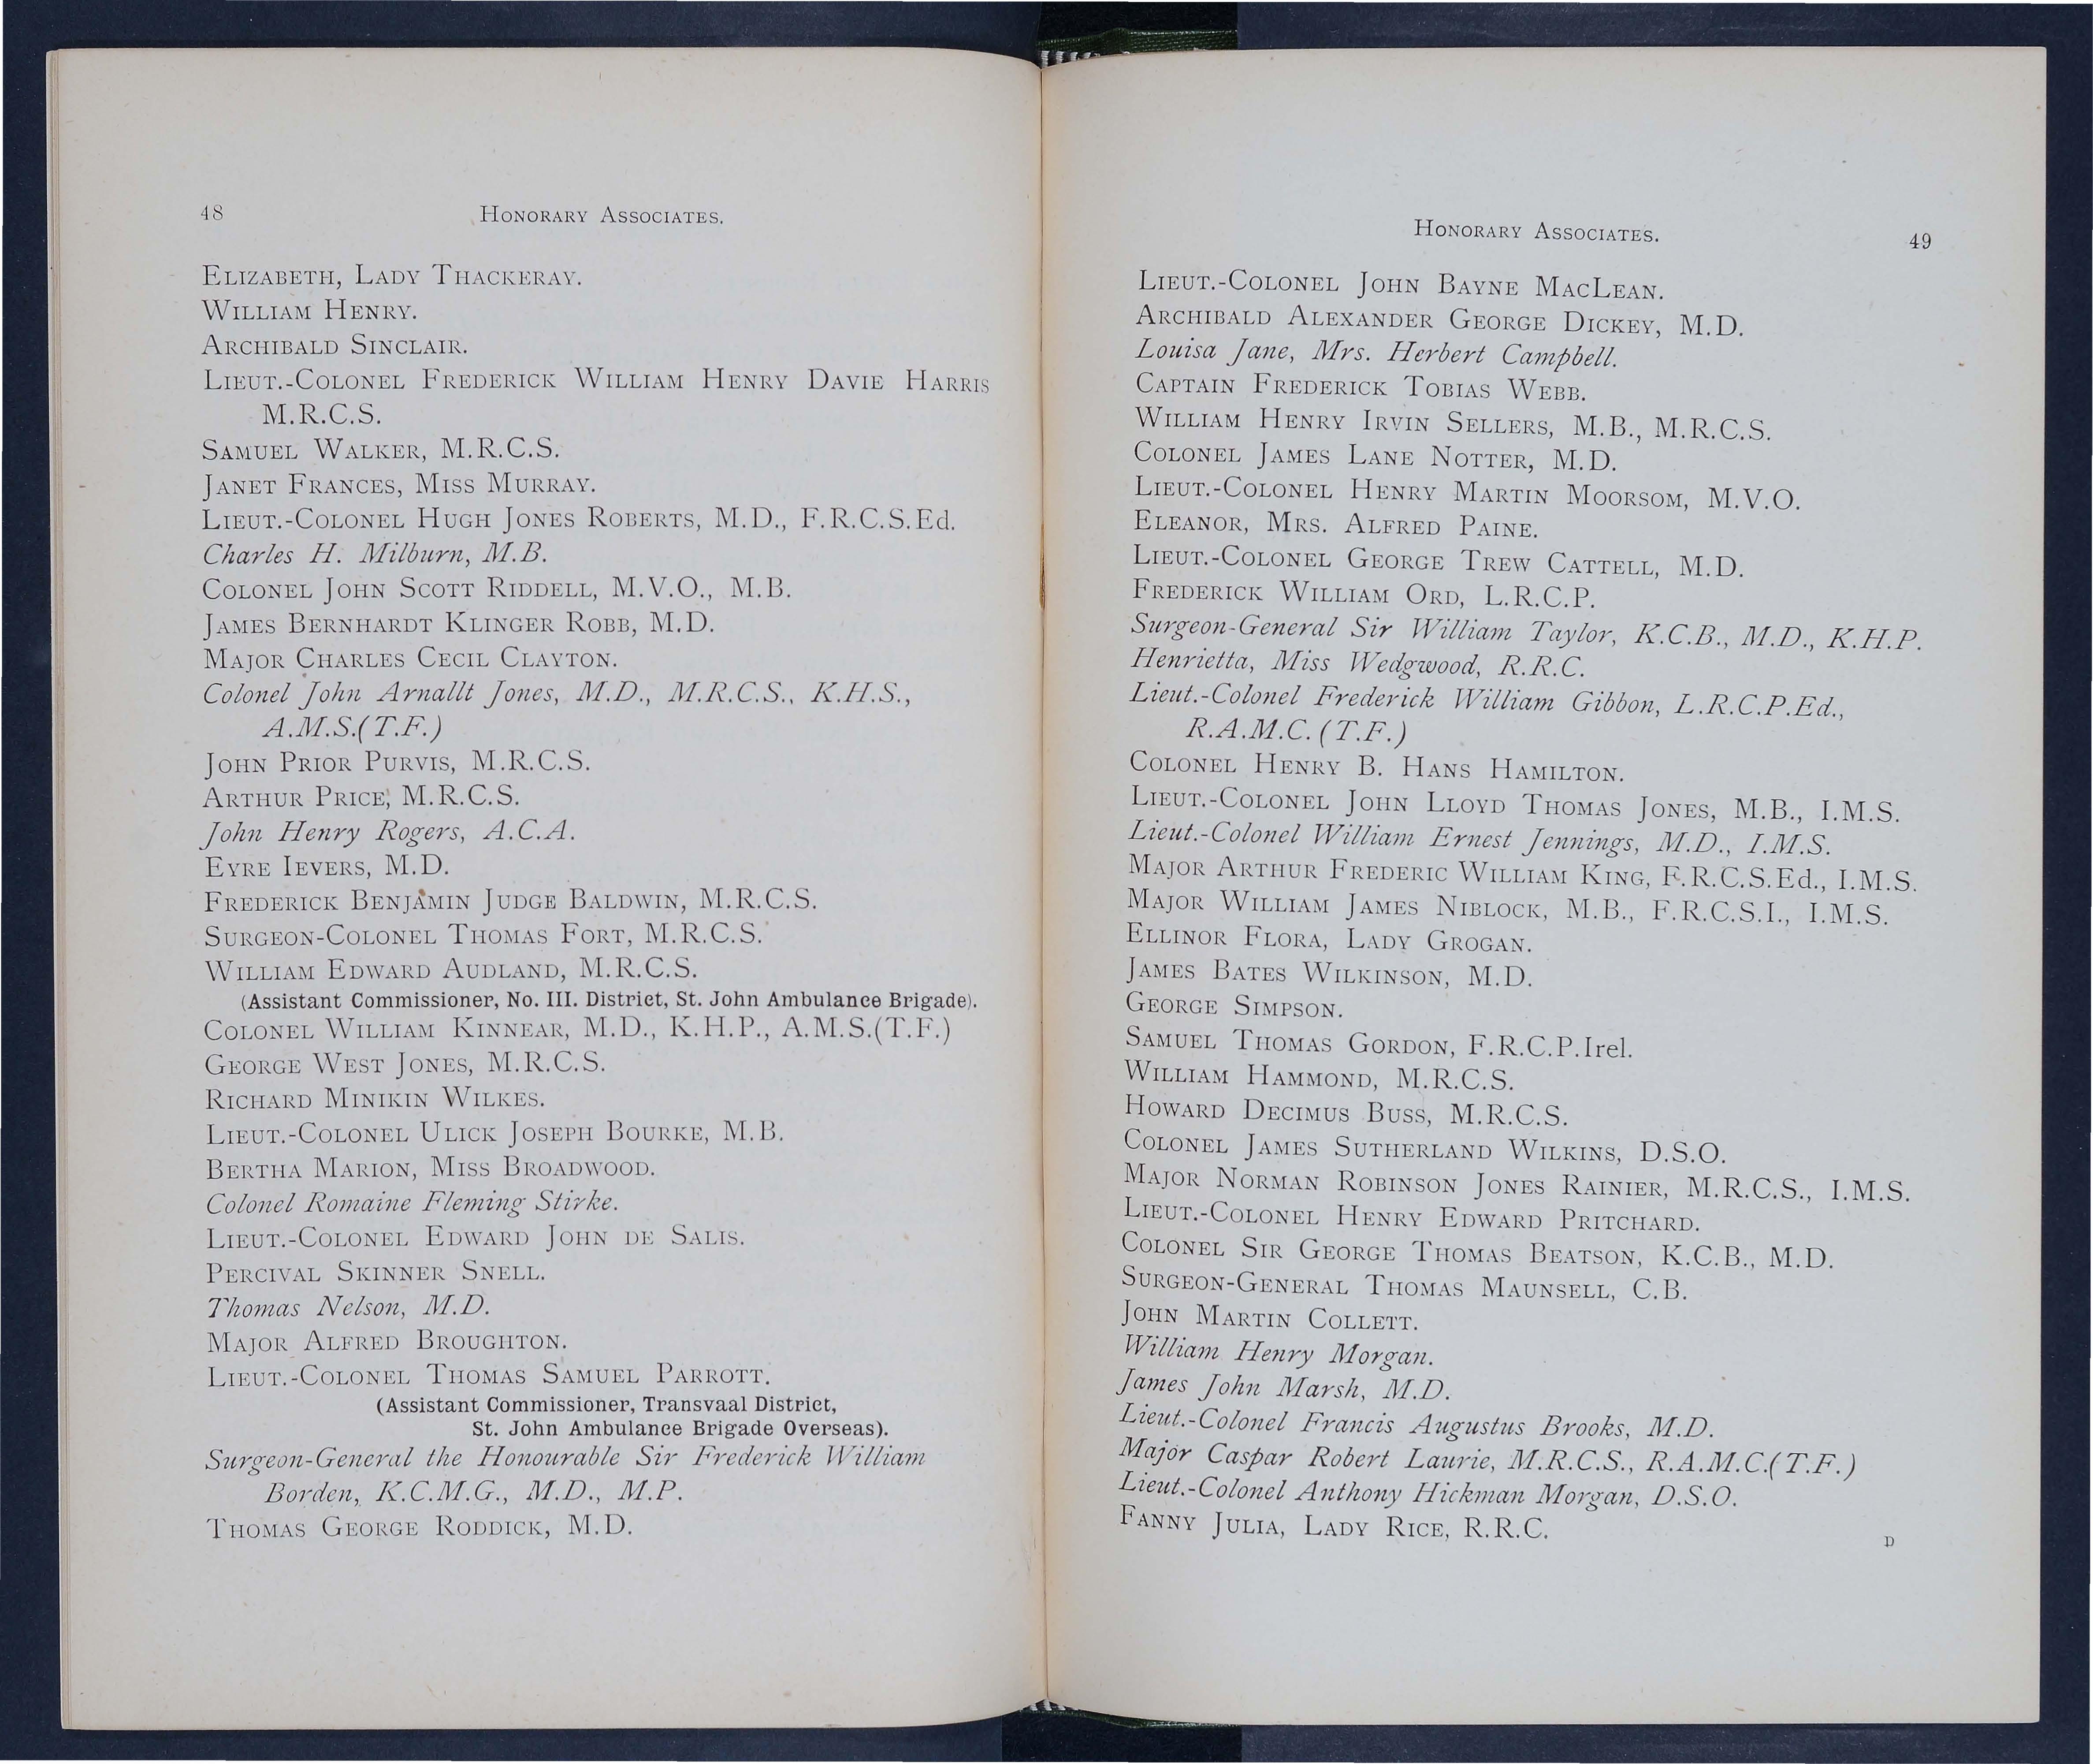 48
HONORARY ASSOCIATES.
ELIZABETH, LADY THACKERAY.
WILLIAM HENRY.
ARCHIBALD SINCLAIR.
LIEUT.-COLONEL FREDERICK WILLIAM HENRY DAVIE HARRIS
M.R.C.S.
SAMUEL WALKER, M.R.C.S.
JANET FRANCES, MISS MURRAY.
LIEUT.-COLONEL HUGH JONES ROBERTS, M.D., F.R.C.S.Ed.
Charles H. Milburn, M.B.
COLONEL JOHN SCOTT RIDDELL, M.V.O., M.B.
JAMES BERNHARDT KLINGER ROBB, M.D.
MAJOR CHARLES CECIL CLAYTON.
Colonel John Arnallt Jones, M.D., M.R.C.S., K.H.S.,
A.M.S.(T.F.)
JOHN PRIOR PURVIS, M.R.C.S.
ARTHUR PRICE, M.R.C.S.
John Henry Rogers, A.C.A.
EYRE IEVERS, M.D.
FREDERICK BENJAMIN JUDGE BALDWIN, M.R.C.S.
SURGEON-COLONEL THOMAS FORT, M.R.C.S.
WILLIAM EDWARD AUDLAND, M.R.C.S.
(Assistant Commissioner, No. III. District, St. John Ambulance Brigade).
COLONEL WILLIAM KINNEAR, M.D., K.H.P., A.M.S.(T.F.)
GEORGE WEST JONES, M.R.C.S.
RICHARD MINIKIN WILKES.
LIEUT.-COLONEL ULICK JOSEPH BOURKE, M.B.
BERTHA MARION, MISS BROADWOOD.
Colonel Romaine Fleming Stirke.
LIEUT.-COLONEL EDWARD JOHN DE SALIS.
PERCIVAL SKINNER SNELL.
Thomas Nelson, M.D.
MAJOR ALFRED BROUGHTON.
LIEUT.-COLONEL THOMAS SAMUEL PARROTT.
(Assistant Commissioner, Transvaal District,
St. John Ambulance Brigade Overseas).
Surgeon-General the Honourable Sir Frederick William
Borden, K.C.M.G., M.D., M.P.
THOMAS GEORGE RODDICK, M.D.
HONORARY ASSOCIATES.
49
LIEUT.-COLONEL JOHN BAYNE MACLEAN.
ARCHIBALD ALEXANDER GEORGE DICKEY, M.D.
Louisa Jane, Mrs. Herbert Campbell.
CAPTAIN FREDERICK TOBIAS WEBB.
WILLIAM HENRY IRVIN SELLERS, M.B., M.R.C.S.
COLONEL JAMES LANE NOTTER, M.D.
LIEUT.-COLONEL HENRY MARTIN MOORSOM, M.V.O.
ELEANOR, MRS. ALFRED PAINE.
LIEUT.-COLONEL GEORGE TREW CATTELL, M.D.
FREDERICK WILLIAM ORD, L.R.C.P.
Surgeon-General Sir William Taylor, K.C.B., M.D., K.H.P.
Henrietta, Miss Wedgwood, R.R.C.
Lieut.-Colonel Frederick William Gibbon, L.R.C.P.Ed.,
R.A.M.C. (T.F.)
COLONEL HENRY B. HANS HAMILTON.
LIEUT.-COLONEL JOHN LLOYD THOMAS JONES, M.B., I.M.S.
Lieut.-Colonel William Ernest Jennings, M.D., I.M.S.
MAJOR ARTHUR FREDERIC WILLIAM KING, F.R.C.S.Ed., I.M.S.
MAJOR WILLIAM JAMES NIBLOCK, M.B., F.R.C.S.I., I.M.S.
ELLINOR FLORA, LADY GROGAN.
JAMES BATES WILKINSON, M.D.
GEORGE SIMPSON.
SAMUEL THOMAS GORDON, F.R.C.P.Irel.
WILLIAM HAMMOND, M.R.C.S.
HOWARD DECIMUS BUSS, M.R.C.S.
COLONEL JAMES SUTHERLAND WILKINS, D.S.O.
MAJOR NORMAN ROBINSON JONES RAINIER, M.R.C.S., I.M.S.
LIEUT.-COLONEL HENRY EDWARD PRITCHARD.
COLONEL SIR GEORGE THOMAS BEATSON, K.C.B., M.D.
SURGEON-GENERAL THOMAS MAUNSELL, C.B.
JOHN MARTIN COLLETT.
William Henry Morgan.
James John Marsh, M.D.
Lieut.-Colonel Francis Augustus Brooks, M.D.
Major Caspar Robert Laurie, M.R.C.S., R.A.M.C.(T.F.)
Lieut.-Colonel Anthony Hickman Morgan, D.S.O.
FANNY JULIA, LADY RICE, R.R.C.
D